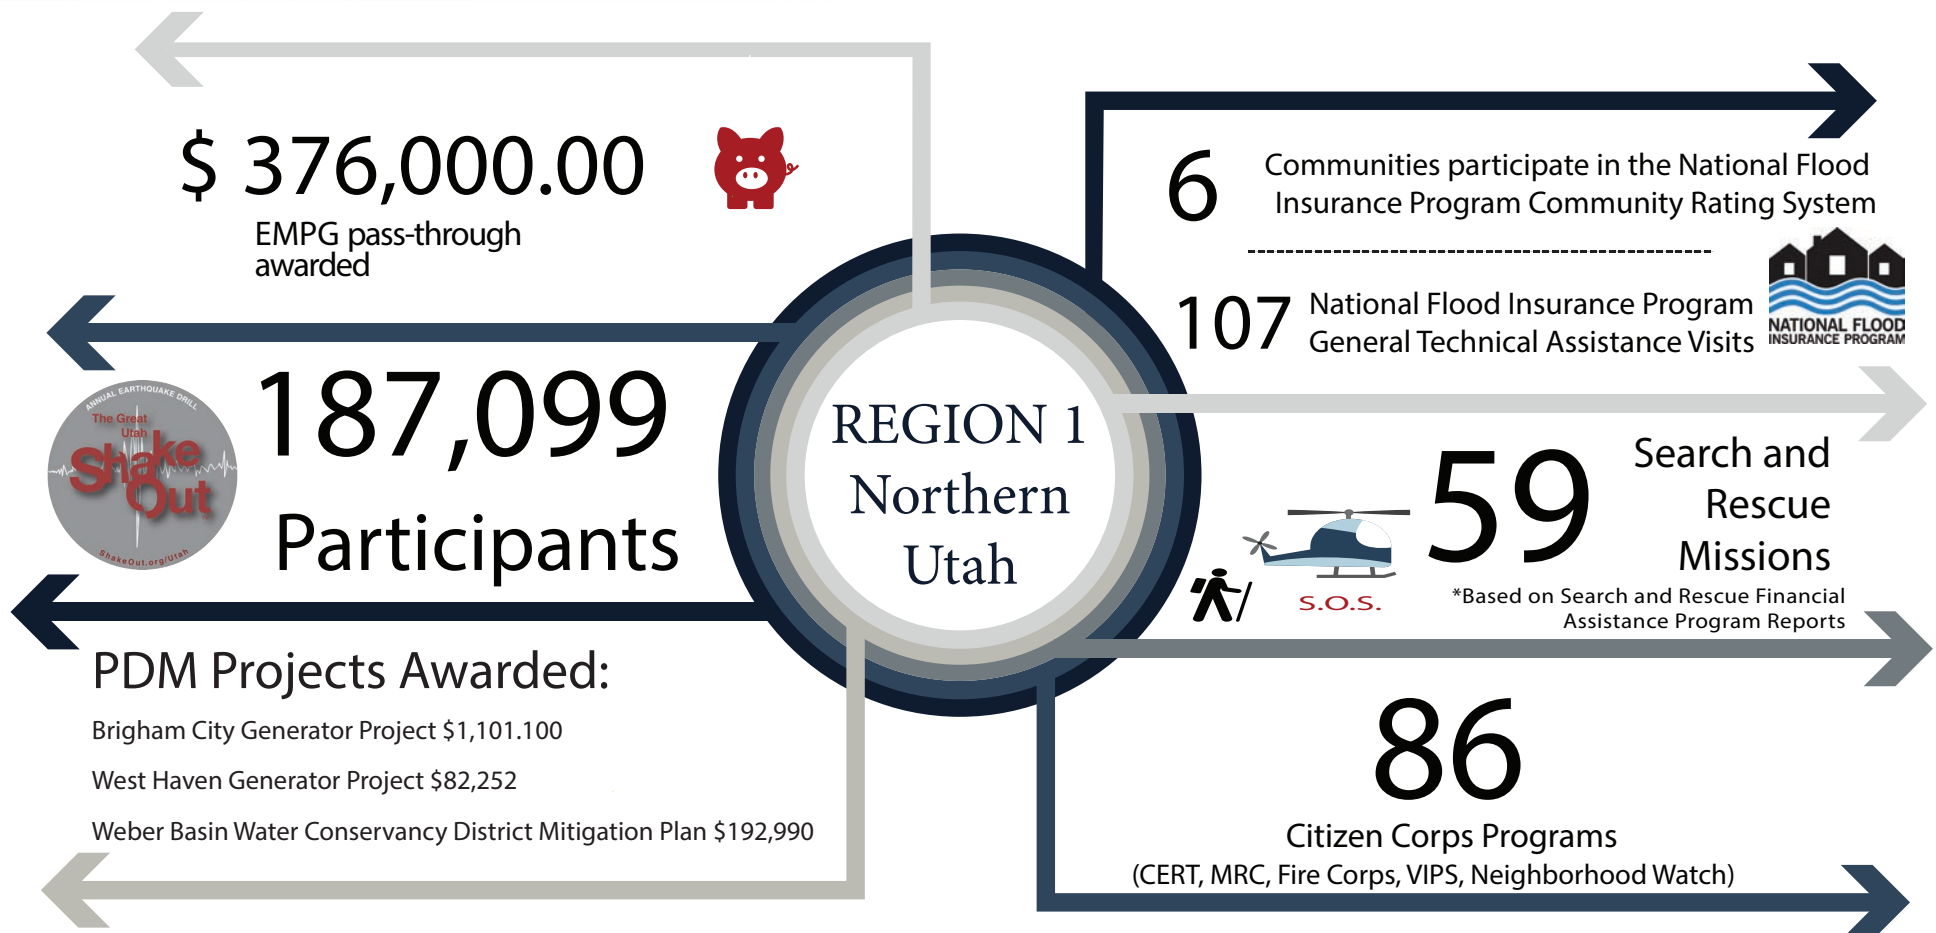 $ 376,000.00
EMPG pass-through
awarded
ANNUAL EARTHQUAKE DRILL
The Great
Utah
Shake
Out
ShakeOut.org/Utah
187,099
Participants
PDM Projects Awarded:
Brigham City Generator Project $1,101.100
West Haven Generator Project $82,252
Weber Basin Water Conservancy District Mitigation Plan $192,990
REGION 1
Northern
Utah
6
Communities participate in the National Flood
Insurance Program Community Rating System
107
National Flood Insurance Program
General Technical Assistance Visits
NATIONAL FLOOD
INSURANCE PROGRAM
59
Search and
Rescue
Missions
S.O.S.
*Based on Search and Rescue Financial
Assistance Program Reports
86
Citizen Corps Programs
(CERT, MRC, Fire Corps, VIPS, Neighborhood Watch)